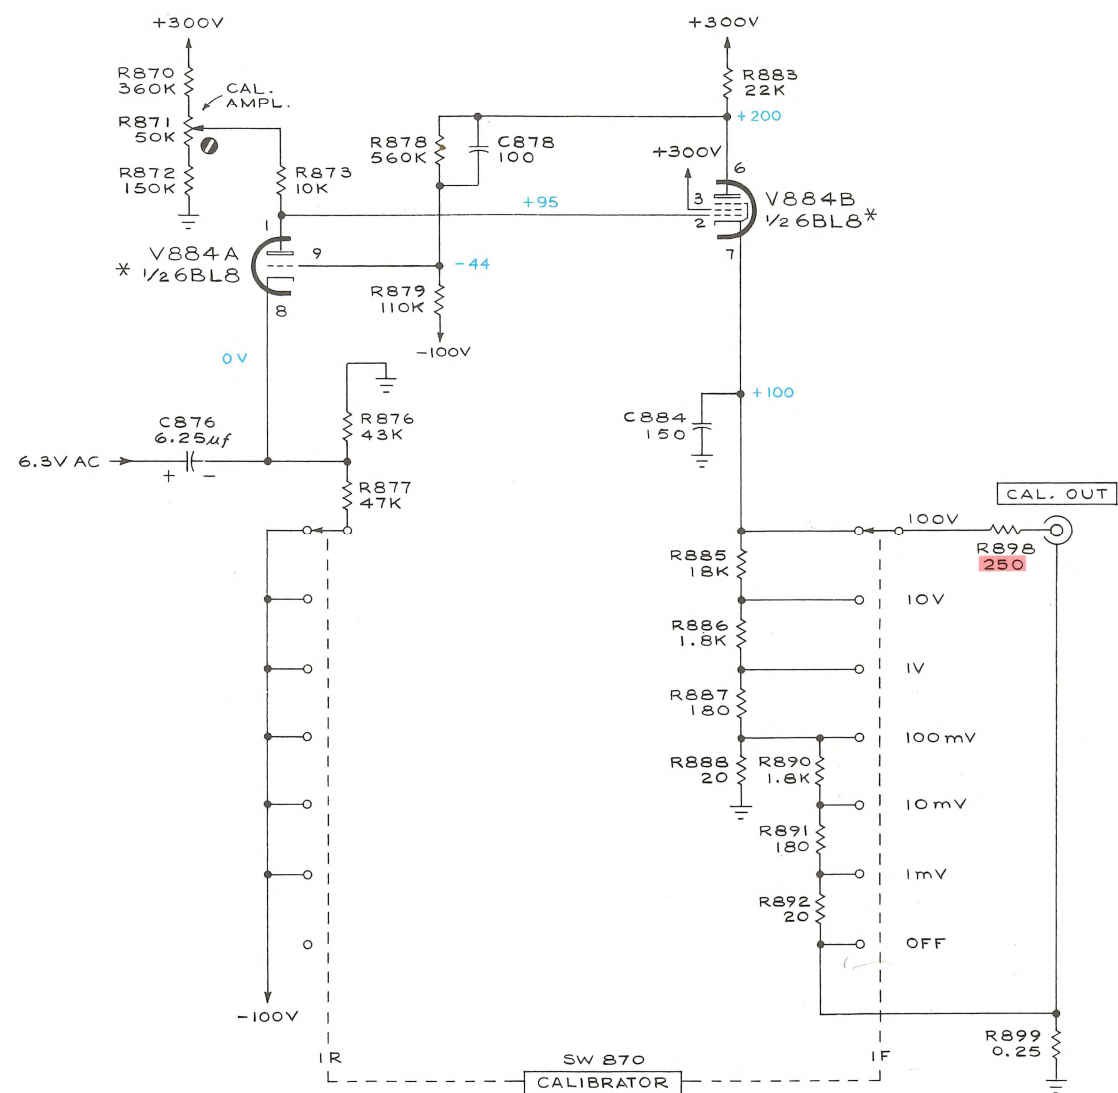 +300V
R870
360K
CAL.
AMPL.
R871
50K
R872
150K
R873
10K
R878
560K
C878
100
+300V
R883
22K
+200
+300V
6
3
2
7
V884B
1/2 6BL8*
+95
1
9
8
V884A
* 1/2 6BL8
-44
R879
110K
-100V
0V
C876
6.25µf
6.3V AC
+
-
R876
43K
R877
47K
+100
C884
150
CAL. OUT
100V
R898
250
R885
18K
10V
R886
1.8K
1V
R887
180
100mV
R888
20
R890
1.8K
10mV
R891
180
1mV
R892
20
OFF
-100V
R899
0.25
1R
SW 870
1F
CALIBRATOR